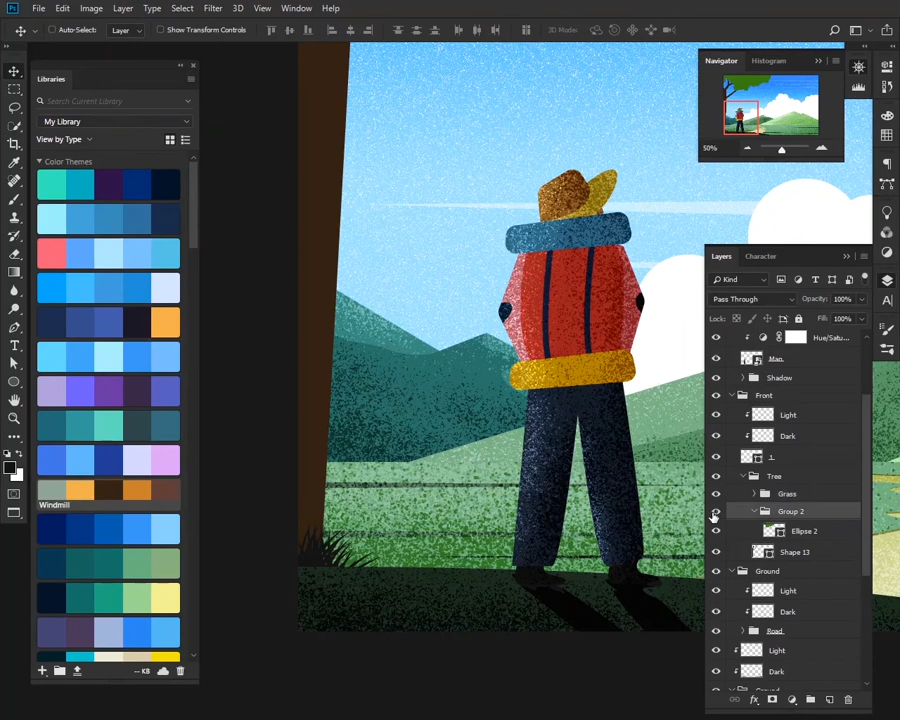 Ps File Edit Image Layer Type Select Filter 3D View Window Help
Auto-Select: Layer Show Transform Controls 3D Mode:
Libraries
Search Current Library
My Library
View by Type
Color Themes
Windmill
-- KB
Navigator Histogram
50%
Layers Character
Kind
Pass Through Opacity: 100%
Lock: Fill: 100%
Hue/Satu...
Man
Shadow
Front
Light
Dark
1
Tree
Grass
Group 2
Ellipse 2
Shape 13
Ground
Light
Dark
Road
Light
Dark
Ground